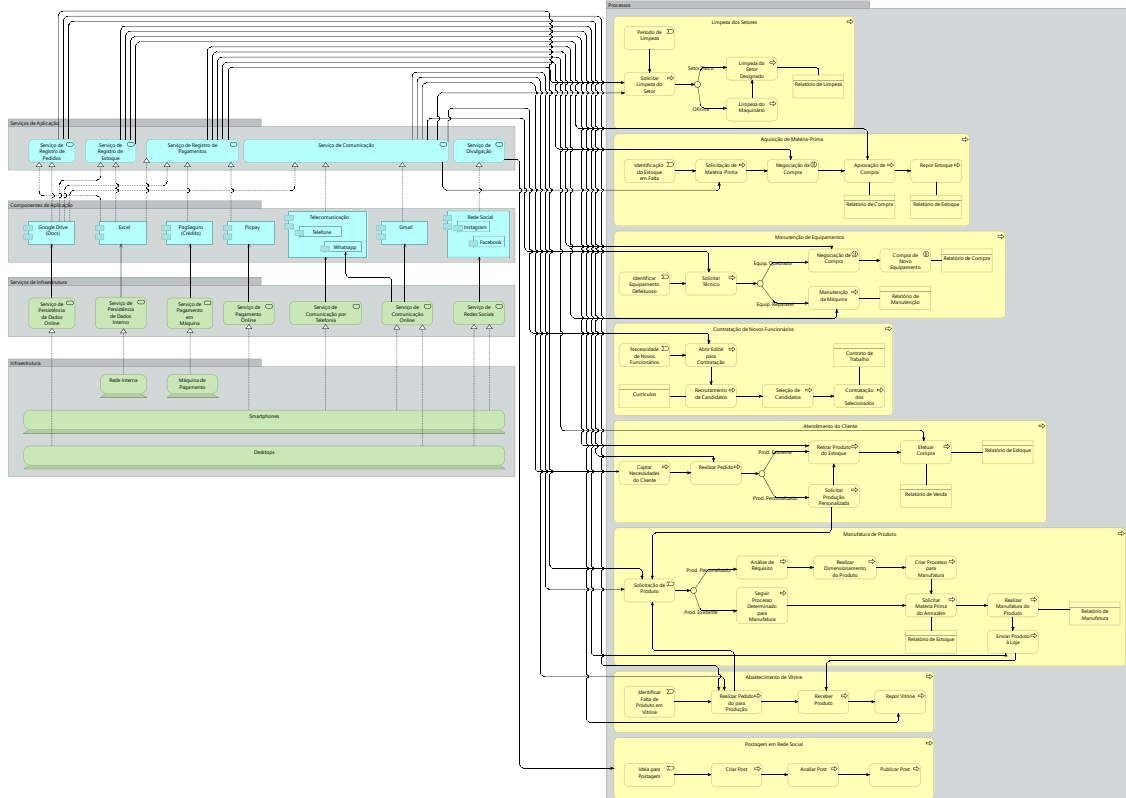 Processos
Limpeza dos Setores
Período de
Limpeza
Solicitar
Limpeza do
Setor
Limpeza do
Setor
Designado
Limpeza do
Maquinário
Relatório de Limpeza
Serviços de Aplicação
Serviço de
Registro de
Pedidos
Serviço de
Registro de
Estoque
Serviço de Registro de
Pagamentos
Serviço de Comunicação
Serviço de
Divulgação
Aquisição de Matéria-Prima
Identificação
do Estoque
em Falta
Solicitação de
Matéria-Prima
Negociação da
Compra
Aprovação de
Compra
Repor Estoque
Relatório de Compra
Relatório de Estoque
Componentes de Aplicação
Google Drive
(Docs)
Excel
PagSeguro
(Crédito)
Picpay
Telecomunicação
Telefone
Whatsapp
Gmail
Rede Social
Instagram
Facebook
Manutenção de Equipamentos
Identificar
Equipamento
Defeituoso
Solicitar
Técnico
Equip. Quebrado
Equip. Reparável
Negociação de
Compra
Compra de
Novo
Equipamento
Relatório de Compra
Manutenção
da Máquina
Relatório de
Manutenção
Serviços de Infraestrutura
Serviço de
Persistência
de Dados
Online
Serviço de
Persistência
de Dados
Interno
Serviço de
Pagamento
em
Máquina
Serviço de
Pagamento
Online
Serviço de
Comunicação por
Telefonia
Serviço de
Comunicação
Online
Serviço de
Redes Sociais
Contratação de Novos Funcionários
Necessidade
de Novos
Funcionários
Abrir Edital
para
Contratação
Contrato de
Trabalho
Currículos
Recrutamento
de Candidatos
Seleção de
Candidatos
Contratação
dos
Selecionados
Infraestrutura
Rede Interna
Máquina de
Pagamento
Smartphones
Desktops
Atendimento do Cliente
Captar
Necessidades
do Cliente
Realizar Pedido
Prod. Existente
Prod. Personalizado
Retirar Produto
do Estoque
Efetuar
Compra
Relatório de Estoque
Solicitar
Produção
Personalizada
Relatório de Venda
Manufatura de Produto
Solicitação de
Produto
Prod. Personalizado
Prod. Existente
Análise de
Requisito
Realizar
Dimensionamento
do Produto
Criar Processo
para
Manufatura
Seguir
Processo
Determinado
para
Manufatura
Solicitar
Matéria Prima
do Armazém
Realizar
Manufatura do
Produto
Relatório de
Manufatura
Relatório de Estoque
Enviar Produto
à Loja
Abastecimento de Vitrine
Identificar
Falta de
Produto em
Vitrine
Realizar Pedido
do para
Produção
Receber
Produto
Repor Vitrine
Postagem em Rede Social
Ideia para
Postagem
Criar Post
Avaliar Post
Publicar Post